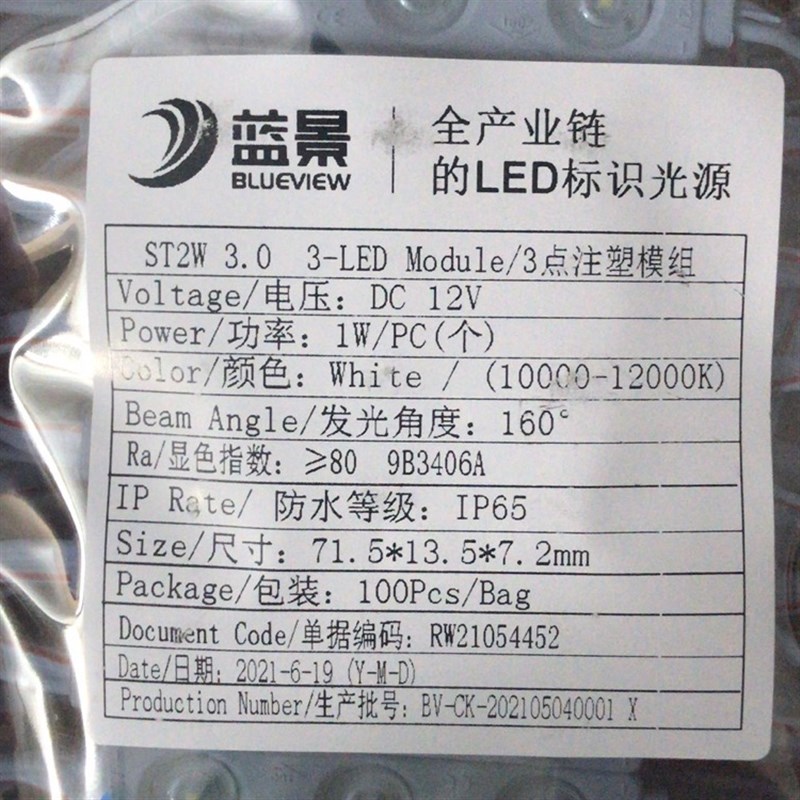 蓝景
BLUEVIEW
全产业链
的LED标识光源
ST2W 3.0 3-LED Module/3点注塑模组
Voltage/电压: DC 12V
Power/功率: 1W/PC(个)
Color/颜色: White / (10000-12000K)
Beam Angle/发光角度: 160°
Ra/显色指数: ≥80 9B3406A
IP Rate/ 防水等级: IP65
Size/尺寸: 71.5*13.5*7.2mm
Package/包装: 100Pcs/Bag
Document Code/单据编码: RW21054452
Date/日期: 2021-6-19 (Y-M-D)
Production Number/生产批号: BV-CK-202105040001 X